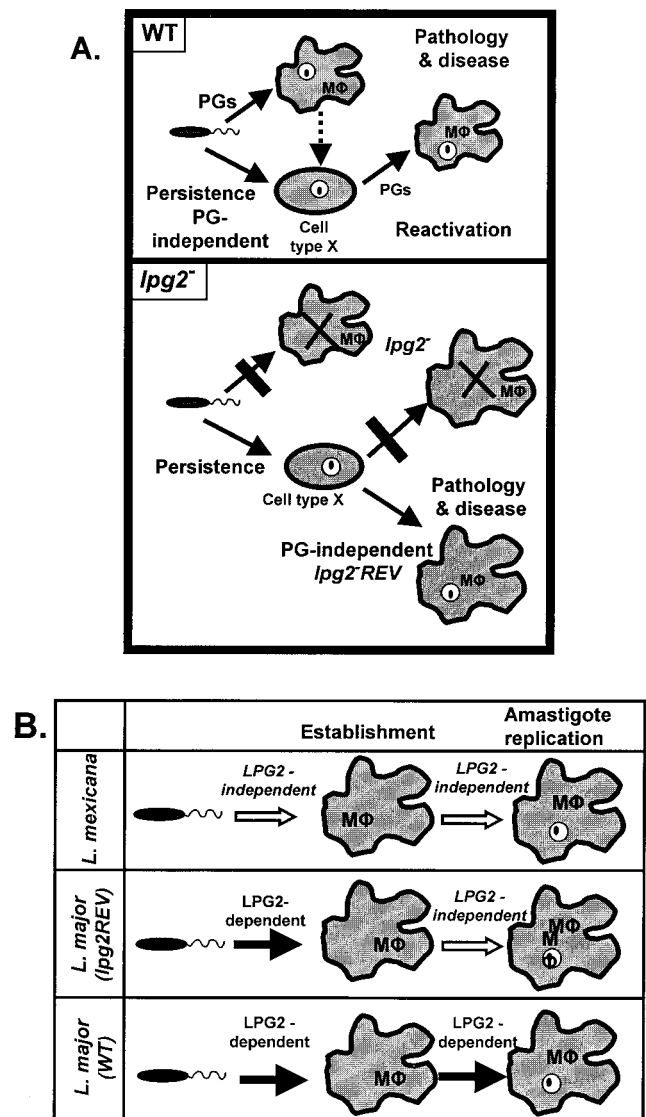 A.
WT
Pathology
& disease
PGs
MΦ
MΦ
Persistence
PG-
independent
Cell
type X
PGs
Reactivation
lpg2-
MΦ
lpg2-
MΦ
Persistence
Cell type X
Pathology
& disease
PG-independent
lpg2-REV
MΦ
B.
Establishment
Amastigote
replication
L. mexicana
LPG2 -
independent
MΦ
LPG2 -
independent
MΦ
L. major
(lpg2REV)
LPG2-
dependent
MΦ
LPG2 -
independent
MΦ
M
Φ
L. major
(WT)
LPG2 -
dependent
MΦ
LPG2 -
dependent
MΦ